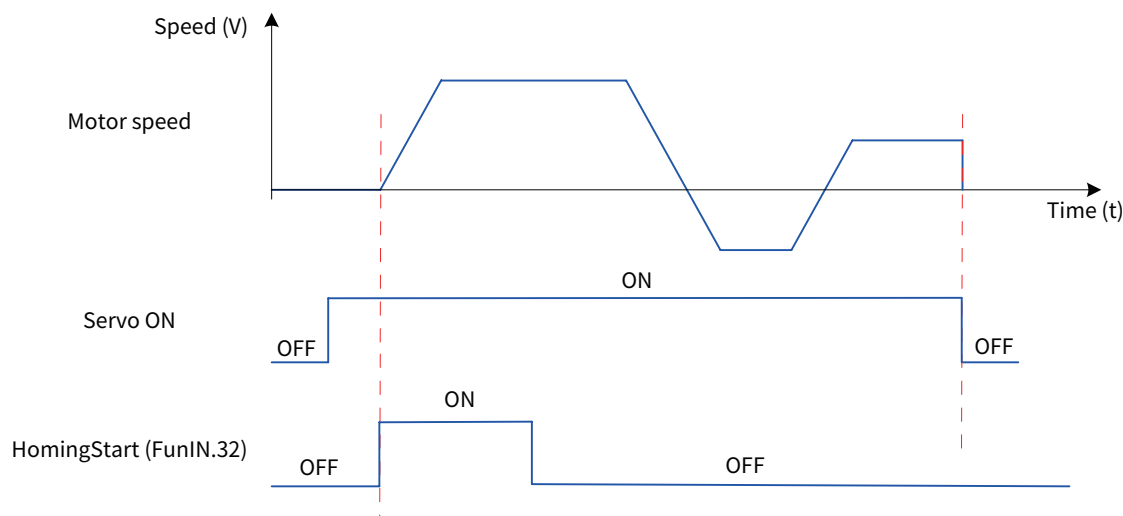 Speed (V)
Motor speed
Time (t)
ON
Servo ON
OFF
OFF
ON
HomingStart (FunIN.32)
OFF
OFF